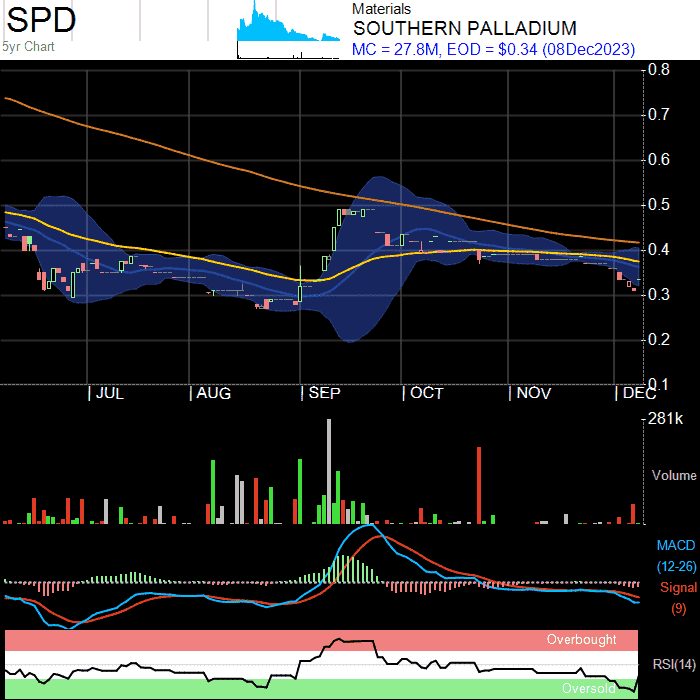 SPD
5yr Chart
Materials
SOUTHERN PALLADIUM
MC = 27.8M, EOD = $0.34 (08Dec2023)
0.8
0.7
0.6
0.5
0.4
0.3
0.2
0.1
JUL AUG SEP OCT NOV DEC
281k
Volume
MACD
(12-26)
Signal
(9)
Overbought
RSI(14)
Oversold